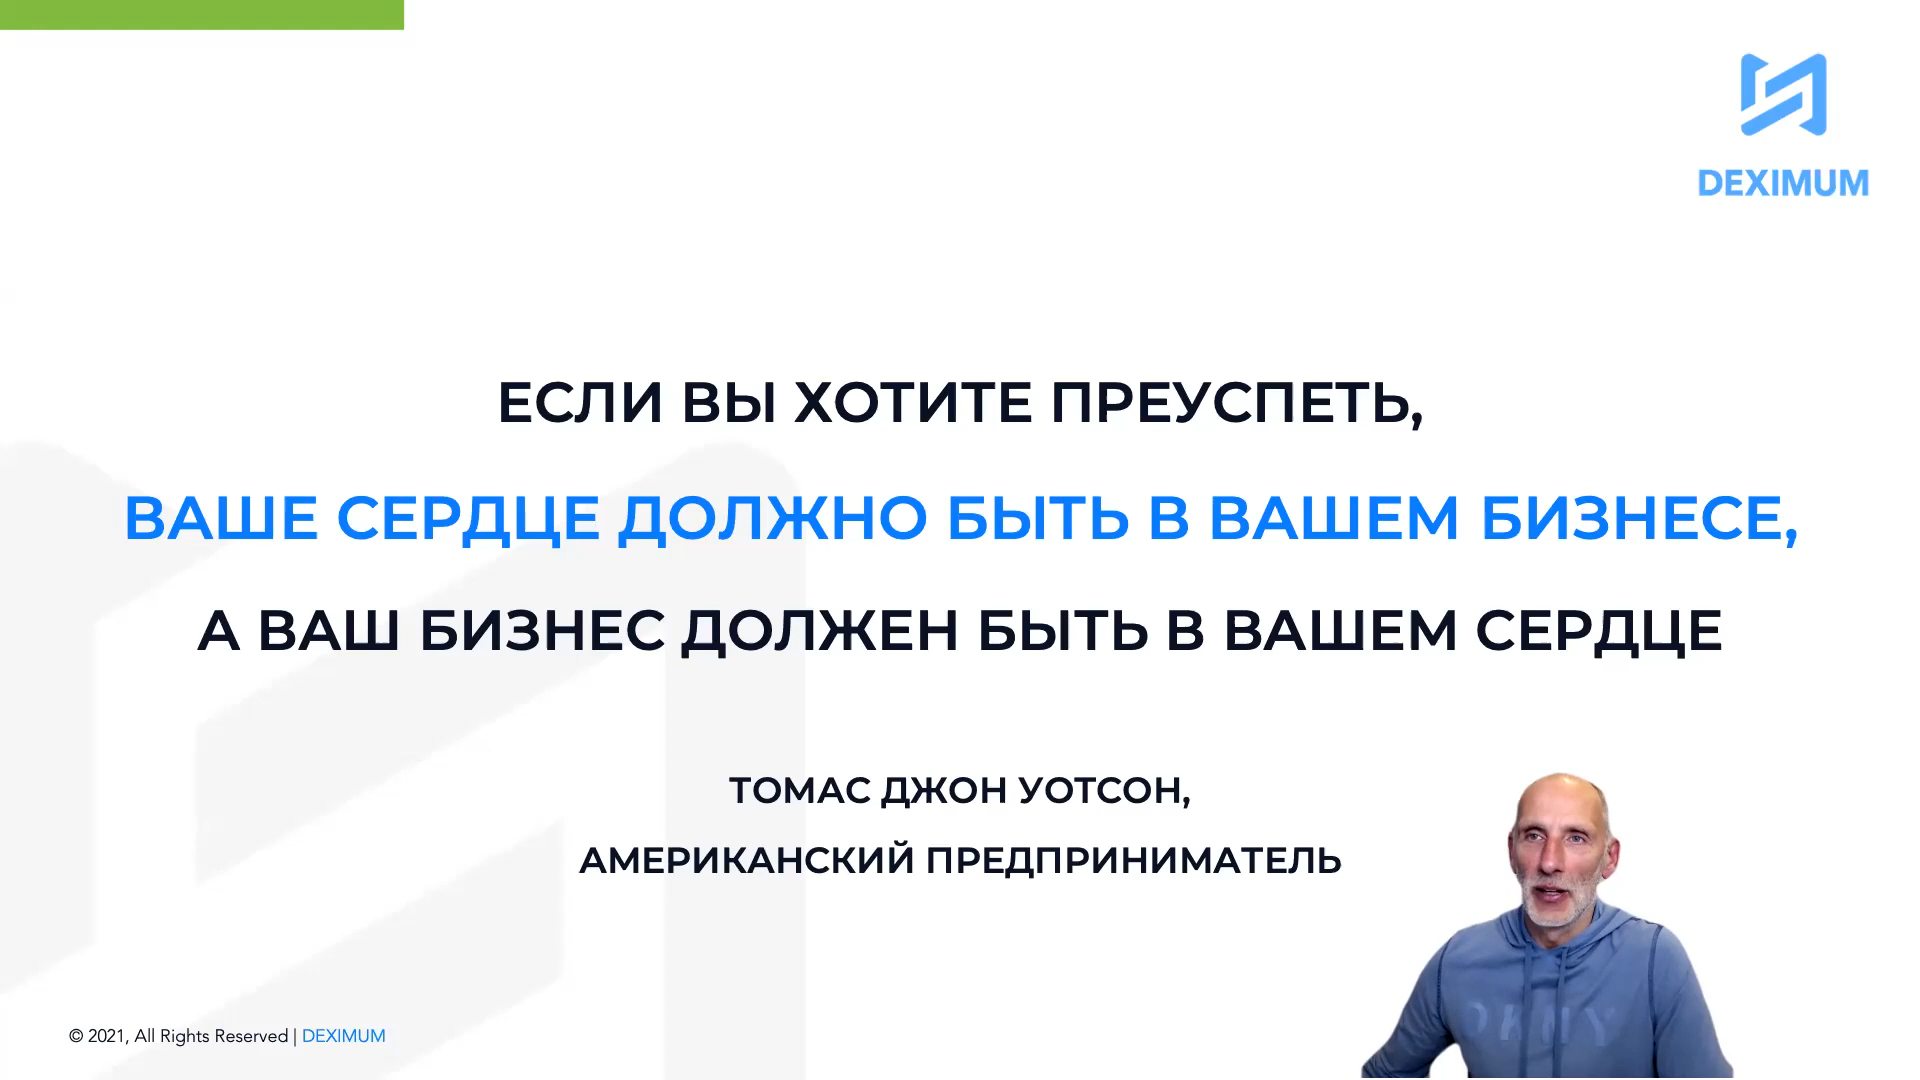 DEXIMUM
ЕСЛИ ВЫ ХОТИТЕ ПРЕУСПЕТЬ,
ВАШЕ СЕРДЦЕ ДОЛЖНО БЫТЬ В ВАШЕМ БИЗНЕСЕ,
А ВАШ БИЗНЕС ДОЛЖЕН БЫТЬ В ВАШЕМ СЕРДЦЕ
ТОМАС ДЖОН УОТСОН,
АМЕРИКАНСКИЙ ПРЕДПРИНИМАТЕЛЬ
DKNY
© 2021, All Rights Reserved | DEXIMUM